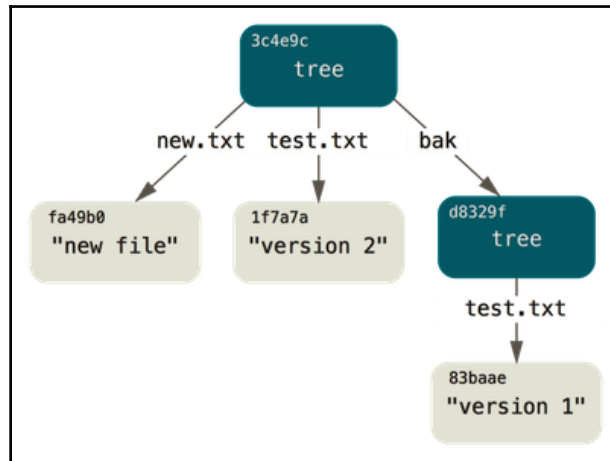 3c4e9c
tree
new.txt test.txt bak
fa49b0
"new file"
1f7a7a
"version 2"
d8329f
tree
test.txt
83baae
"version 1"